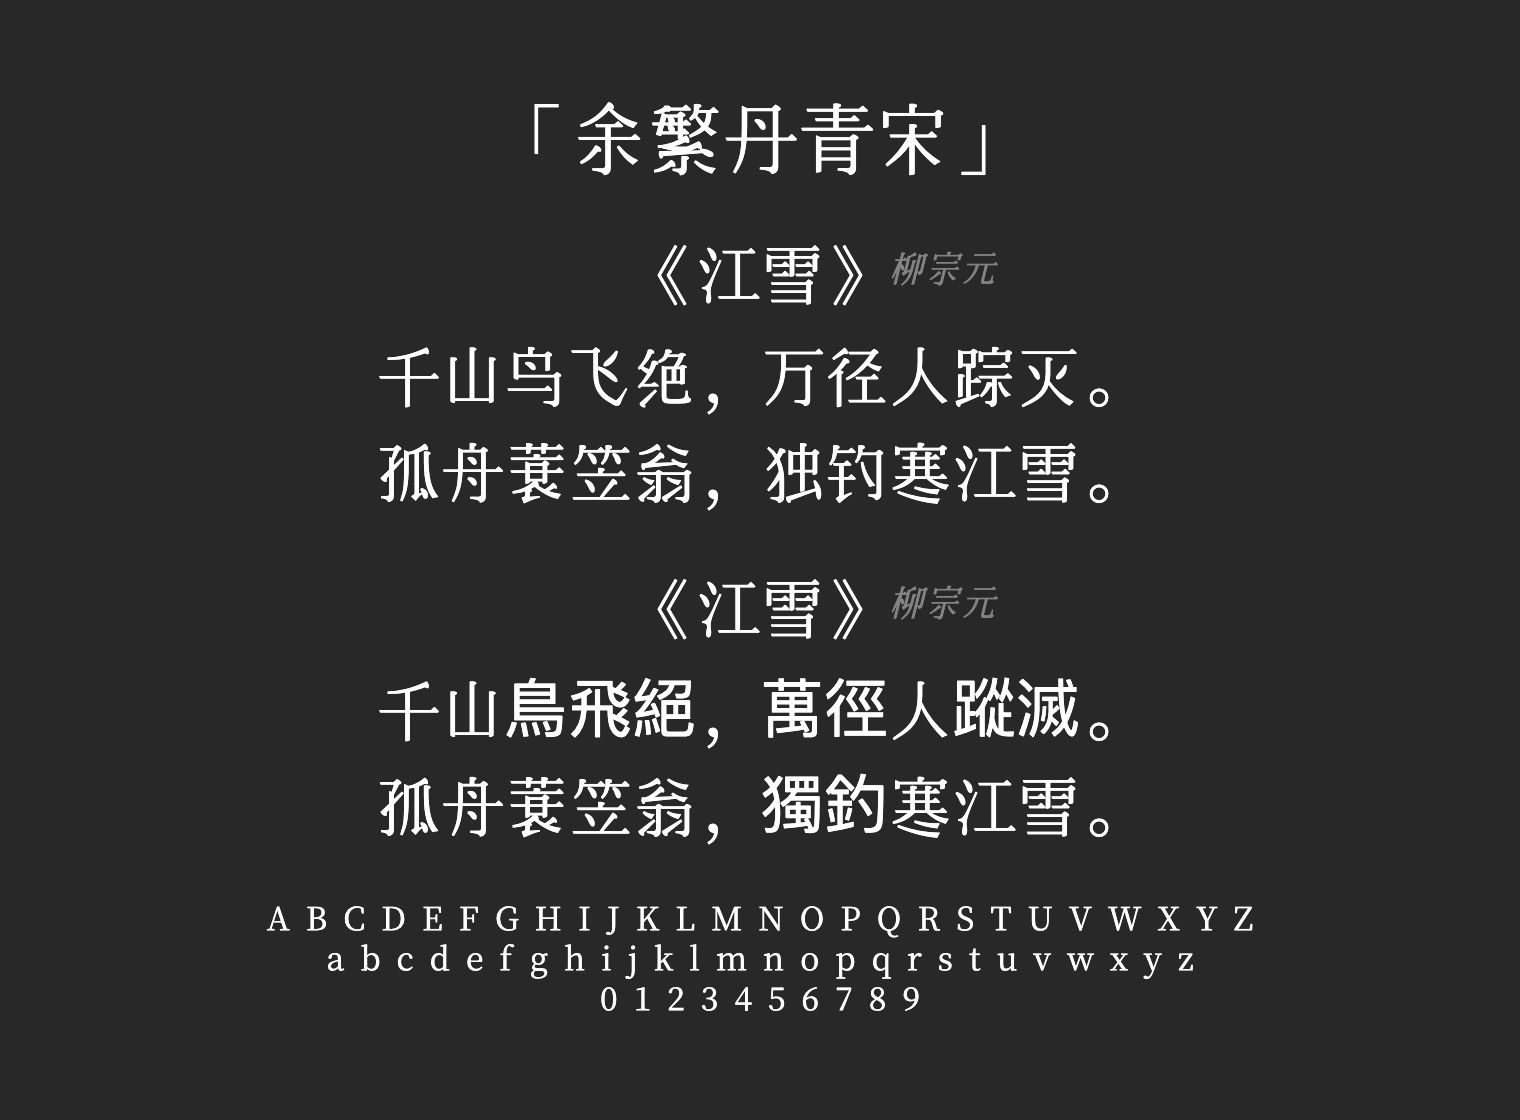 「余繁丹青宋」
《江雪》柳宗元
千山鸟飞绝，万径人踪灭。
孤舟蓑笠翁，独钓寒江雪。
《江雪》柳宗元
千山鳥飛絕，萬徑人蹤滅。
孤舟蓑笠翁，獨釣寒江雪。
A B C D E F G H I J K L M N O P Q R S T U V W X Y Z
a b c d e f g h i j k l m n o p q r s t u v w x y z
0 1 2 3 4 5 6 7 8 9